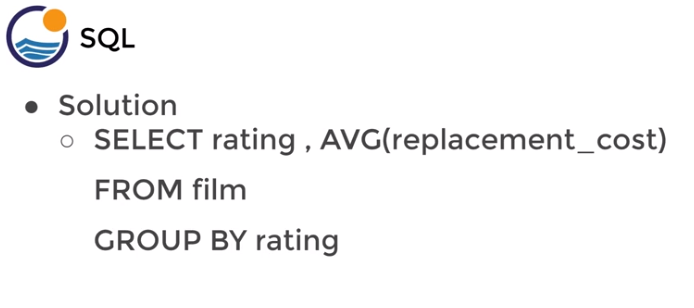 SQL
● Solution
○ SELECT rating , AVG(replacement_cost)
FROM film
GROUP BY rating